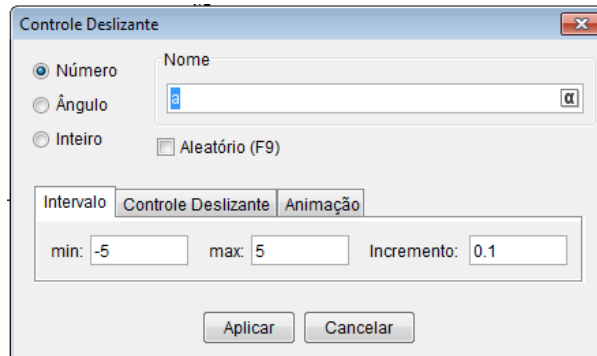 Controle Deslizante
Número
Nome
a
α
Ângulo
Inteiro
Aleatório (F9)
Intervalo Controle Deslizante Animação
min: -5 max: 5 Incremento: 0.1
Aplicar Cancelar